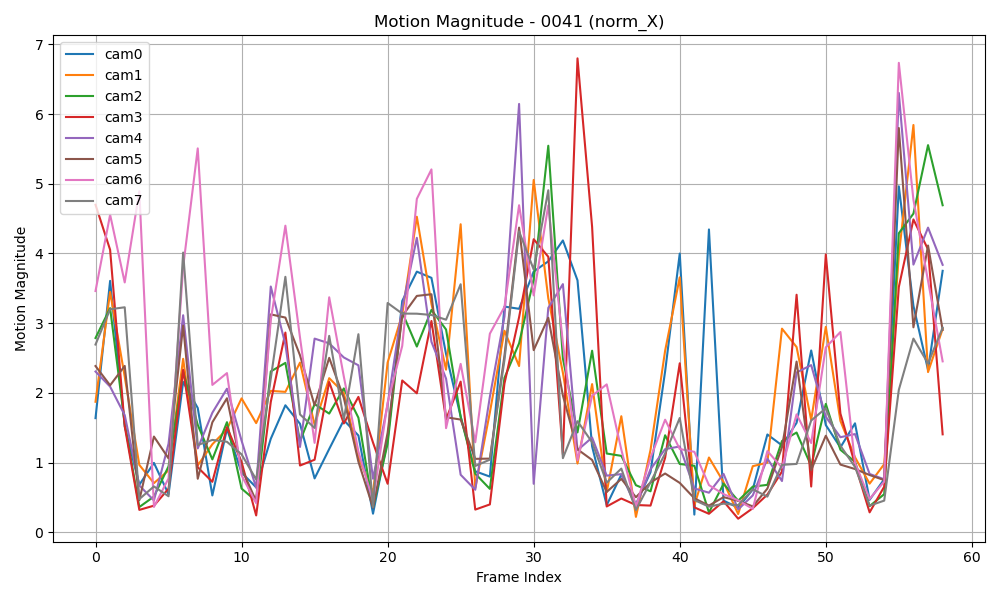 Motion Magnitude - 0041 (norm_X)
cam0
cam1
cam2
cam3
cam4
cam5
cam6
cam7
Motion Magnitude
7
6
5
4
3
2
1
0
0 10 20 30 40 50 60
Frame Index